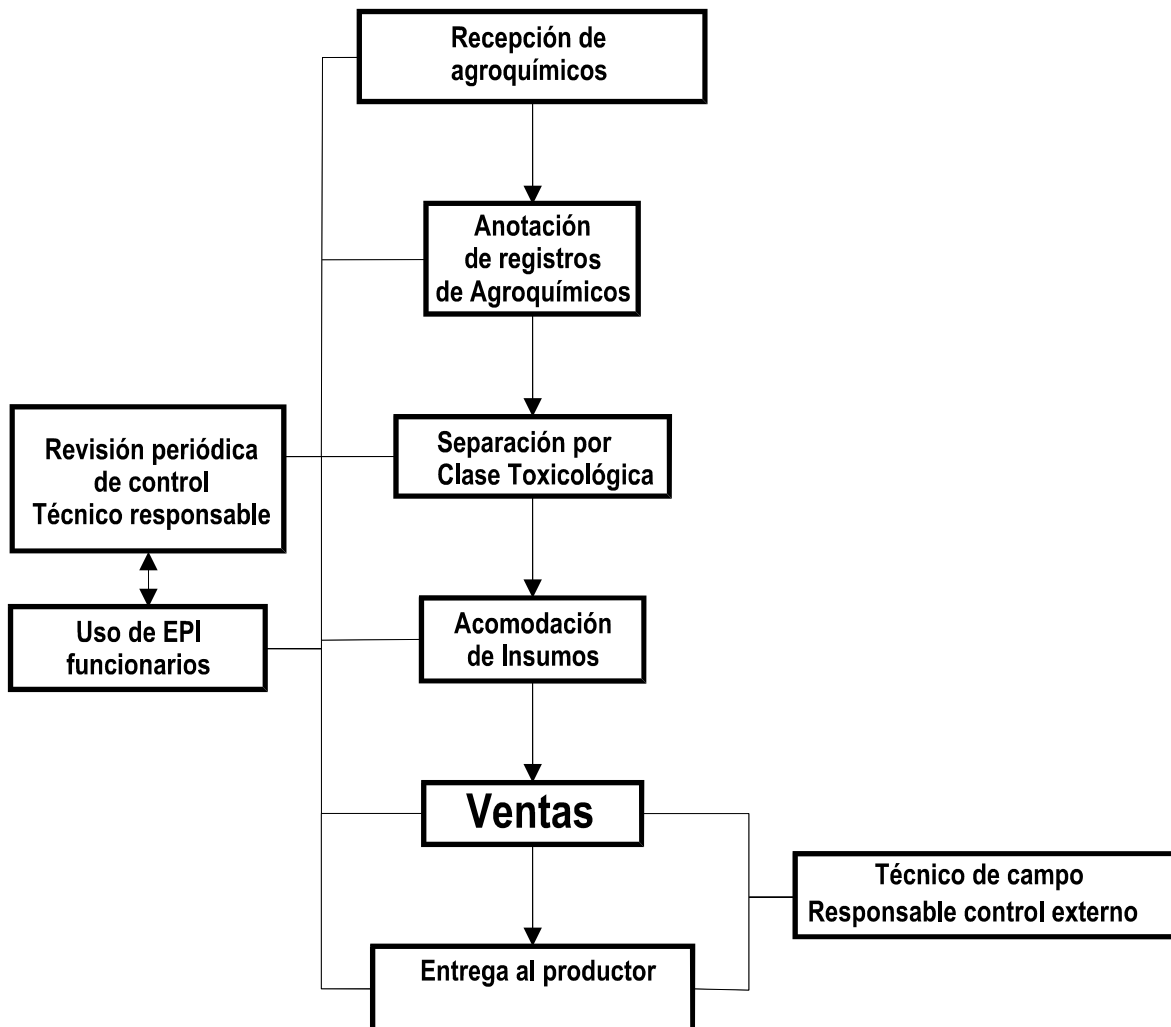 Recepción de
agroquímicos
Anotación
de registros
de Agroquímicos
Revisión periódica
de control
Técnico responsable
Separación por
Clase Toxicológica
Uso de EPI
funcionarios
Acomodación
de Insumos
Ventas
Técnico de campo
Responsable control externo
Entrega al productor